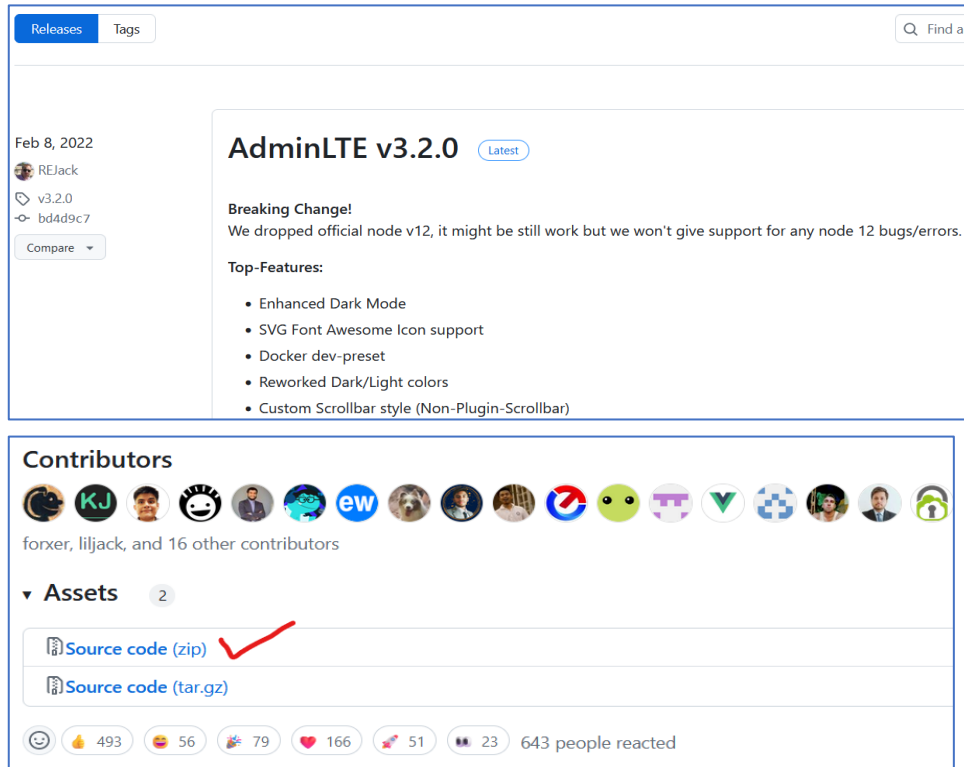 Releases Tags Find a
Feb 8, 2022
REJack
v3.2.0
bd4d9c7
Compare
AdminLTE v3.2.0 Latest
Breaking Change!
We dropped official node v12, it might be still work but we won't give support for any node 12 bugs/errors.
Top-Features:
• Enhanced Dark Mode
• SVG Font Awesome Icon support
• Docker dev-preset
• Reworked Dark/Light colors
• Custom Scrollbar style (Non-Plugin-Scrollbar)
Contributors
KJ ew
forxer, liljack, and 16 other contributors
Assets 2
Source code (zip)
Source code (tar.gz)
493 56 79 166 51 23 643 people reacted